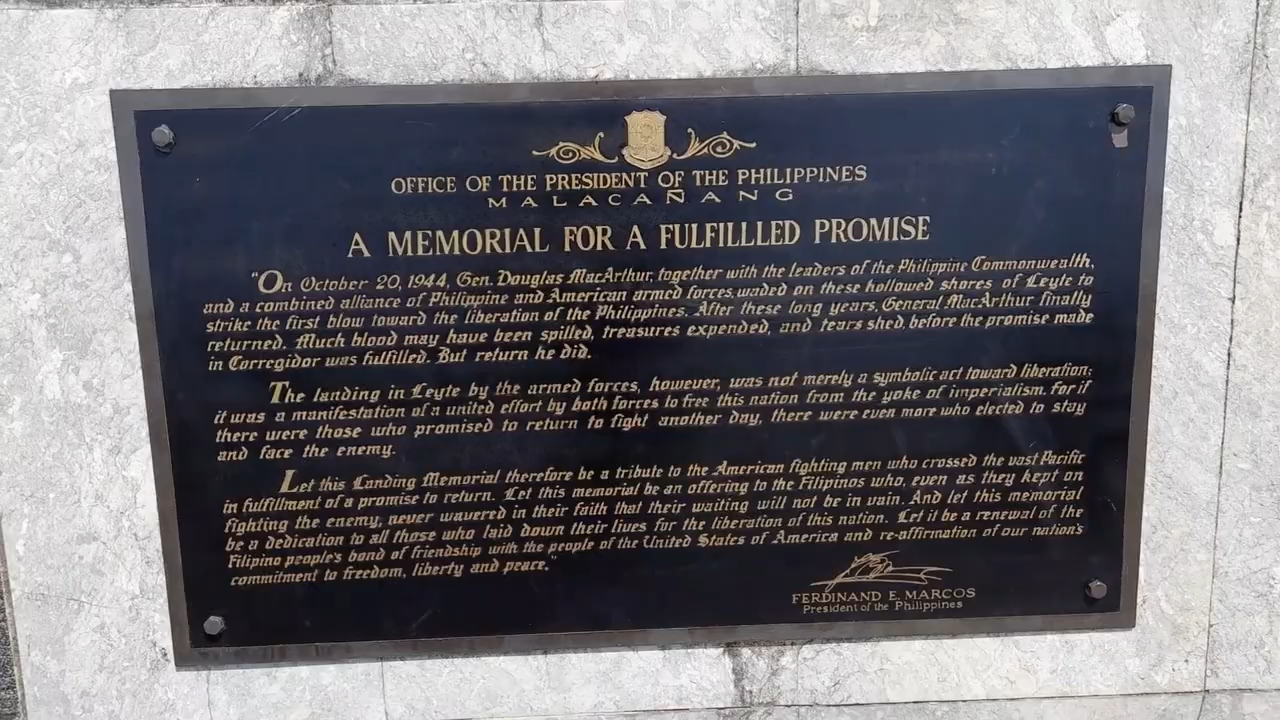 OFFICE OF THE PRESIDENT OF THE PHILIPPINES
MALACAÑANG
A MEMORIAL FOR A FULFILLLED PROMISE
"On October 20, 1944, Gen. Douglas MacArthur, together with the leaders of the Philippine Commonwealth,
and a combined alliance of Philippine and American armed forces, waded on these hollowed shores of Leyte to
strike the first blow toward the liberation of the Philippines. After these long years, General MacArthur finally
returned. Much blood may have been spilled, treasures expended, and tears shed, before the promise made
in Corregidor was fulfilled. But return he did.
The landing in Leyte by the armed forces, however, was not merely a symbolic act toward liberation;
it was a manifestation of a united effort by both forces to free this nation from the yoke of imperialism. For if
there were those who promised to return to fight another day, there were even more who elected to stay
and face the enemy.
Let this Landing Memorial therefore be a tribute to the American fighting men who crossed the vast Pacific
in fulfillment of a promise to return. Let this memorial be an offering to the Filipinos who, even as they kept on
fighting the enemy, never wavered in their faith that their waiting will not be in vain. And let this memorial
be a dedication to all those who laid down their lives for the liberation of this nation. Let it be a renewal of the
Filipino people's bond of friendship with the people of the United States of America and re-affirmation of our nation's
commitment to freedom, liberty and peace."
FERDINAND E. MARCOS
President of the Philippines